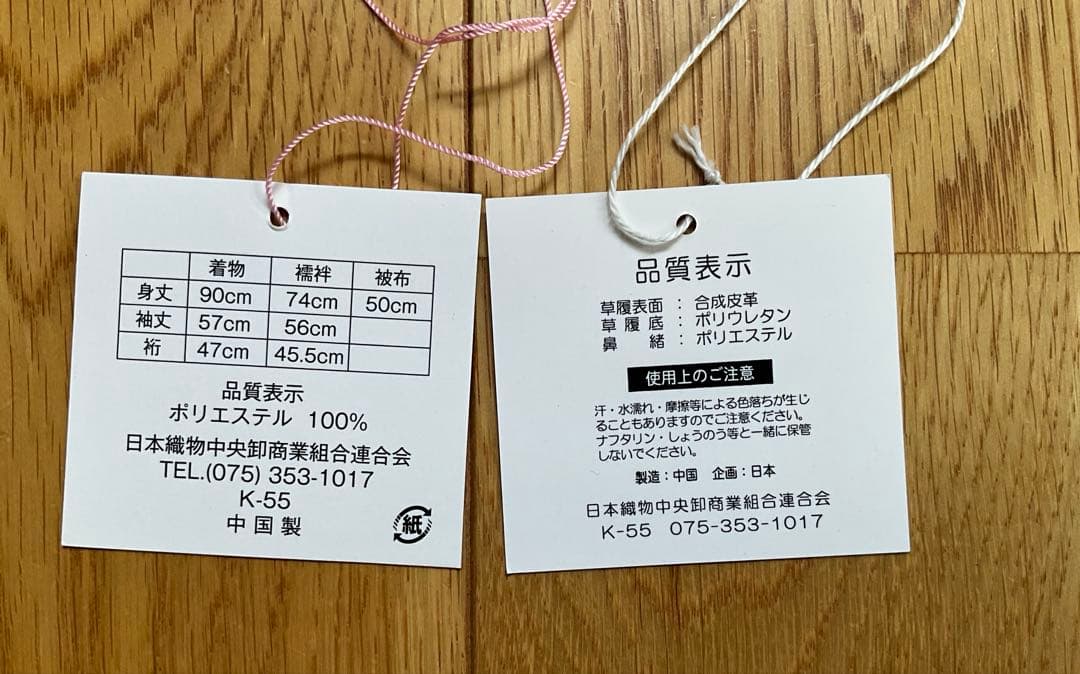 着物 襦袢 被布
身丈 90cm 74cm 50cm
袖丈 57cm 56cm
裄 47cm 45.5cm
品質表示
ポリエステル 100%
日本織物中央卸商業組合連合会
TEL.(075) 353-1017
K-55
中国製
紙
品質表示
草履表面 : 合成皮革
草履底 : ポリウレタン
鼻緒 : ポリエステル
使用上のご注意
汗・水濡れ・摩擦等による色落ちが生じ
ることもありますのでご注意ください。
ナフタリン・しょうのう等と一緒に保管
しないでください。
製造:中国 企画:日本
日本織物中央卸商業組合連合会
K-55 075-353-1017